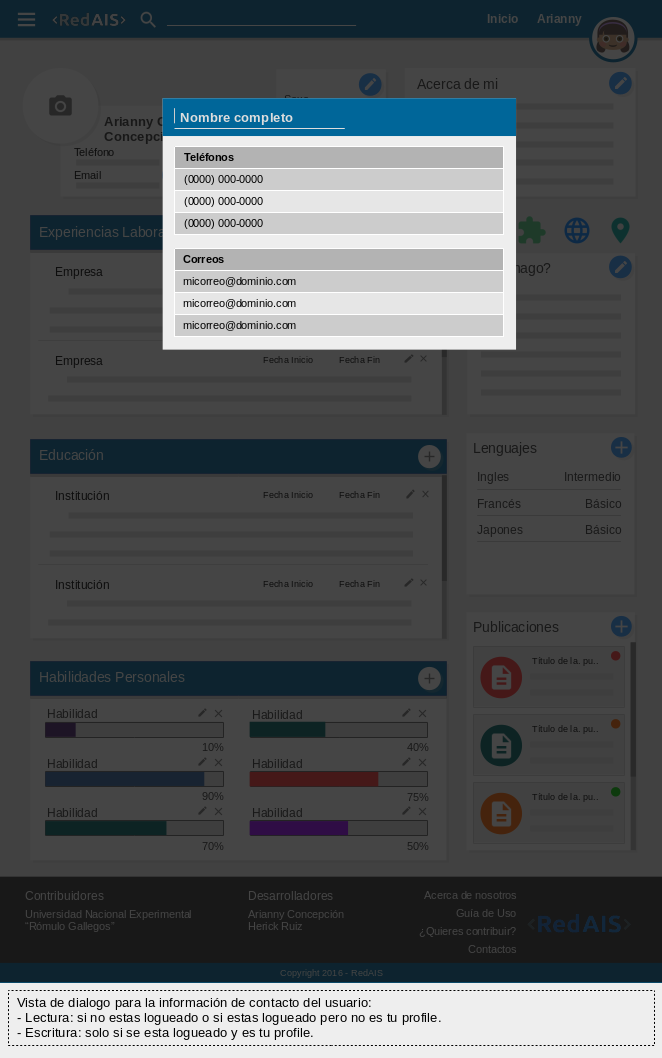 ‹RedAIS›
Inicio
Arianny
Acerca de mi
Nombre completo
Arianny C
Concepci
Teléfono
Email
Teléfonos
(0000) 000-0000
(0000) 000-0000
(0000) 000-0000
Correos
micorreo@dominio.com
micorreo@dominio.com
micorreo@dominio.com
Experiencias Labora
hago?
Empresa
Empresa
Fecha Inicio
Fecha Fin
Educación
Institución
Fecha Inicio
Fecha Fin
Institución
Fecha Inicio
Fecha Fin
Lenguajes
Ingles Intermedio
Francés Básico
Japones Básico
Publicaciones
Titulo de la. pu..
Titulo de la. pu..
Titulo de la. pu..
Habilidades Personales
Habilidad
10%
Habilidad
40%
Habilidad
90%
Habilidad
75%
Habilidad
70%
Habilidad
50%
Contribuidores
Universidad Nacional Experimental
"Rómulo Gallegos"
Desarrolladores
Arianny Concepción
Herick Ruiz
Acerca de nosotros
Guía de Uso
¿Quieres contribuir?
Contactos
‹RedAIS›
Copyright 2016 - RedAIS
Vista de dialogo para la información de contacto del usuario:
- Lectura: si no estas logueado o si estas logueado pero no es tu profile.
- Escritura: solo si se esta logueado y es tu profile.